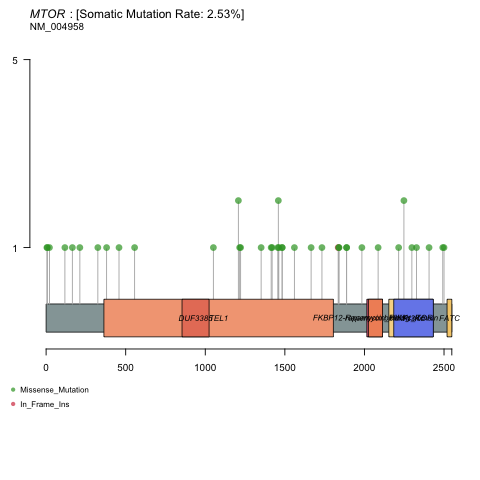 MTOR : [Somatic Mutation Rate: 2.53%]
NM_004958
5
1
DUF3385 TEL1 FATC
0 500 1000 1500 2000 2500
Missense_Mutation
In_Frame_Ins